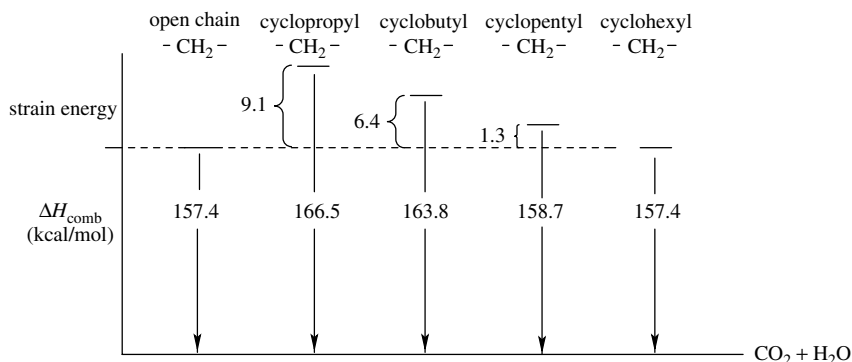 open chain cyclopropyl cyclobutyl cyclopentyl cyclohexyl
- CH₂ - - CH₂ - - CH₂ - - CH₂ - - CH₂ -
strain energy
9.1
6.4
1.3
ΔH_comb
(kcal/mol)
157.4 166.5 163.8 158.7 157.4
CO₂ + H₂O